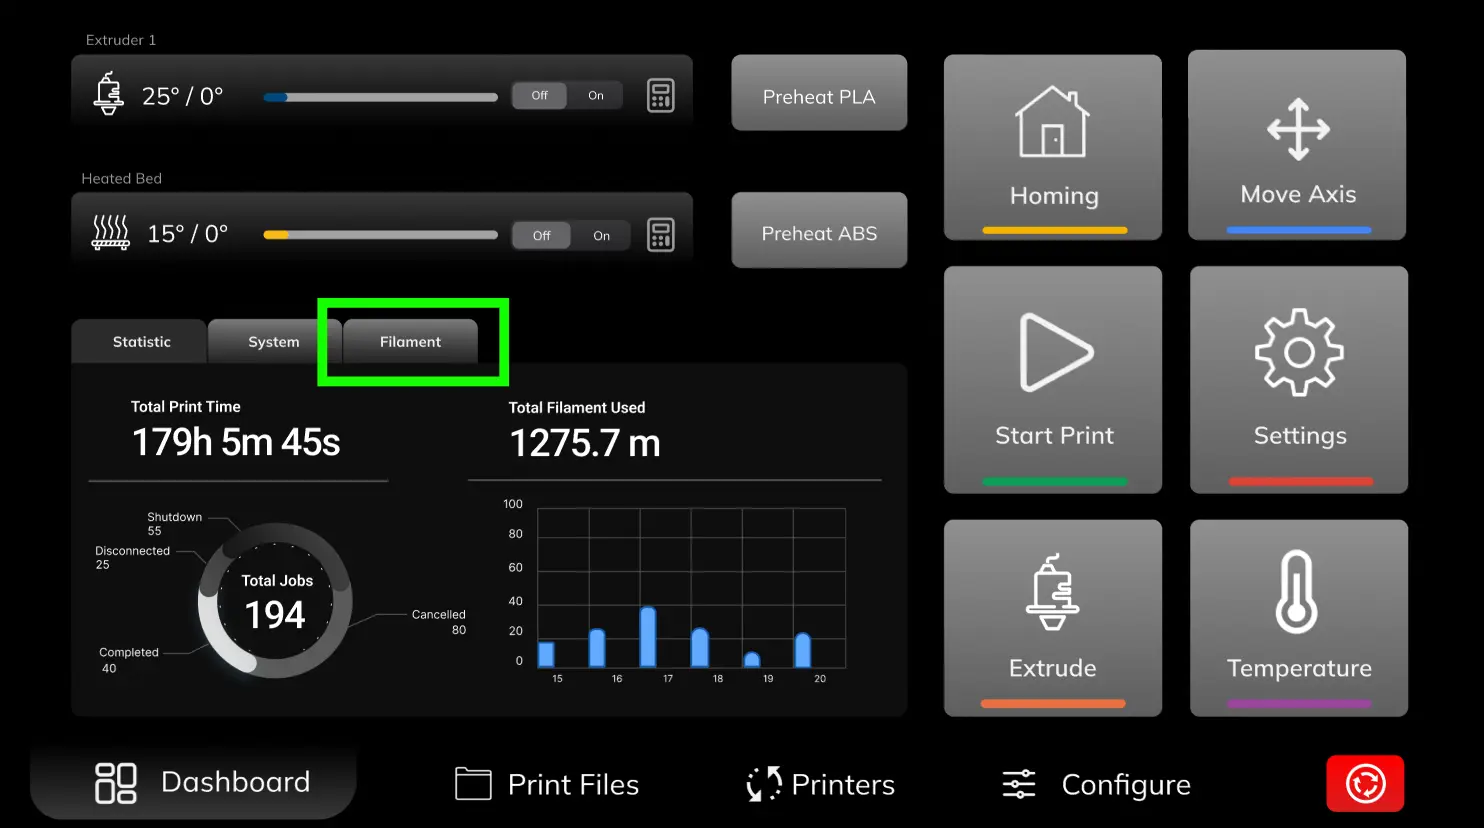 Extruder 1
25° / 0°
Off On
Preheat PLA
Heated Bed
15° / 0°
Off On
Preheat ABS
Homing
Move Axis
Statistic System Filament
Total Print Time
179h 5m 45s
Total Filament Used
1275.7 m
Shutdown
55
Disconnected
25
Total Jobs
194
Cancelled
80
Completed
40
100
80
60
40
20
0
15 16 17 18 19 20
Start Print
Settings
Extrude
Temperature
Dashboard Print Files Printers Configure